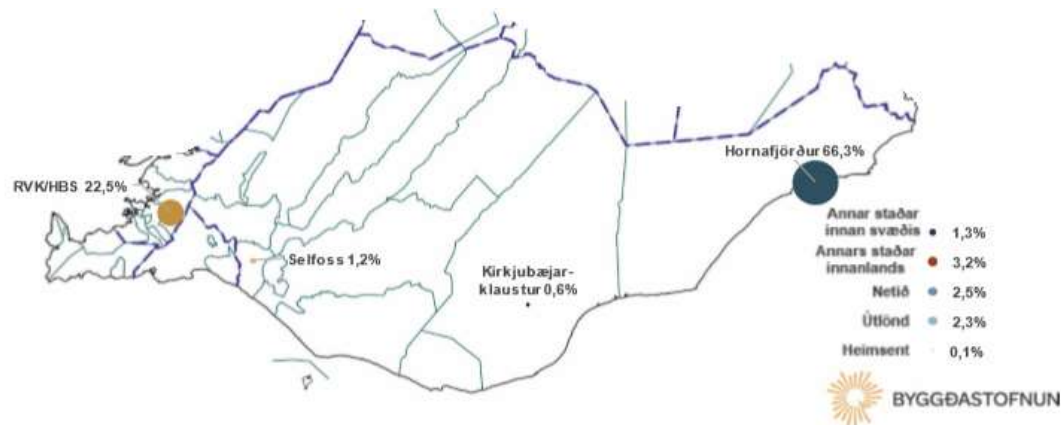 Hornafjörður 66,3%
RVK/HBS 22,5%
Selfoss 1,2%
Kirkjubæjar-
klaustur 0,6%
Annar staðar
innan svæðis 1,3%
Annars staðar
innanlands 3,2%
Netið 2,5%
Útlönd 2,3%
Heimsent 0,1%
BYGGÐASTOFNUN